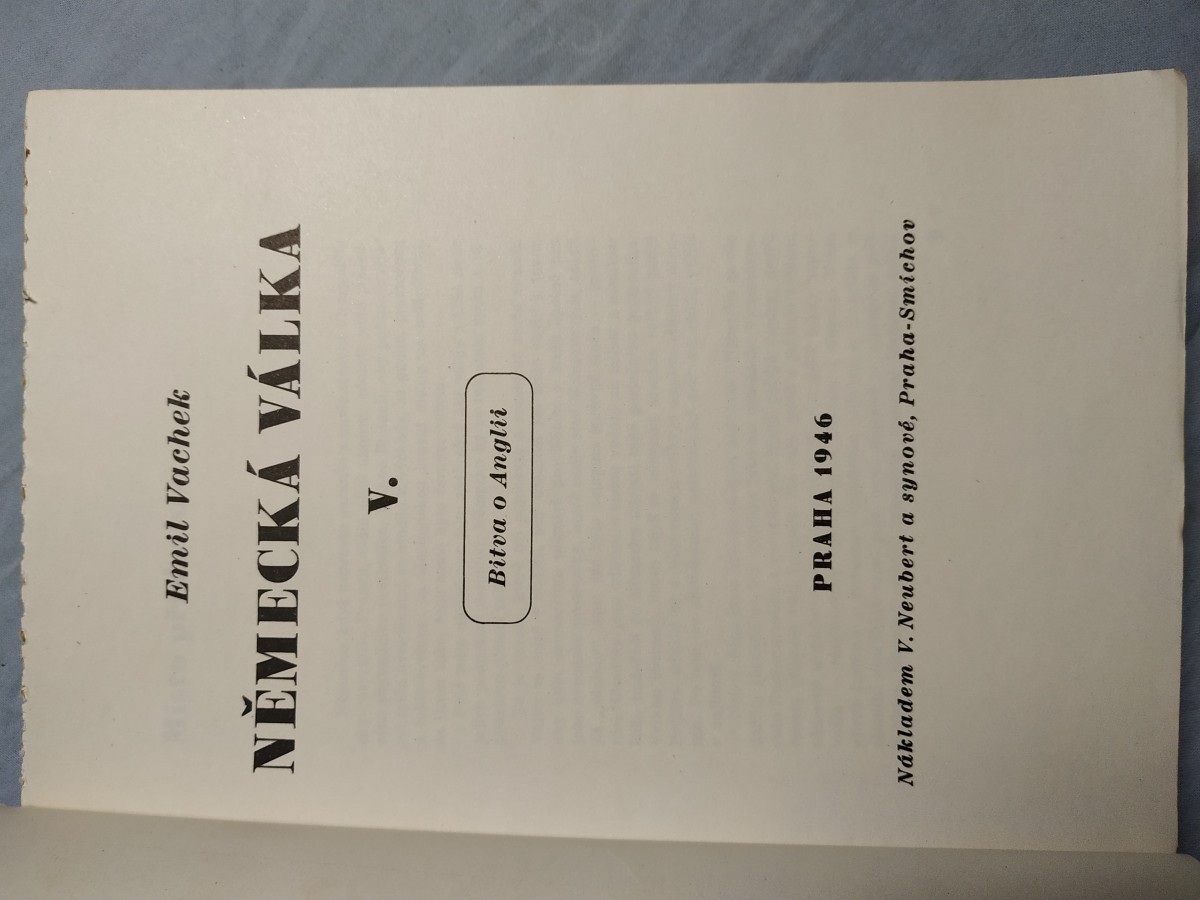 Emil Vachek
NĚMECKÁ VÁLKA
V.
Bitva o Anglii
PRAHA 1946
Nákladem V. Neubert a synové, Praha-Smíchov